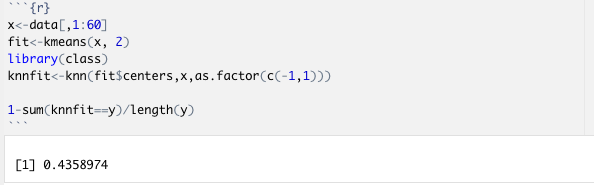 ```{r}
x<-data[,1:60]
fit<-kmeans(x, 2)
library(class)
knnfit<-knn(fit$centers,x,as.factor(c(-1,1)))
1-sum(knnfit==y)/length(y)
```
[1] 0.4358974